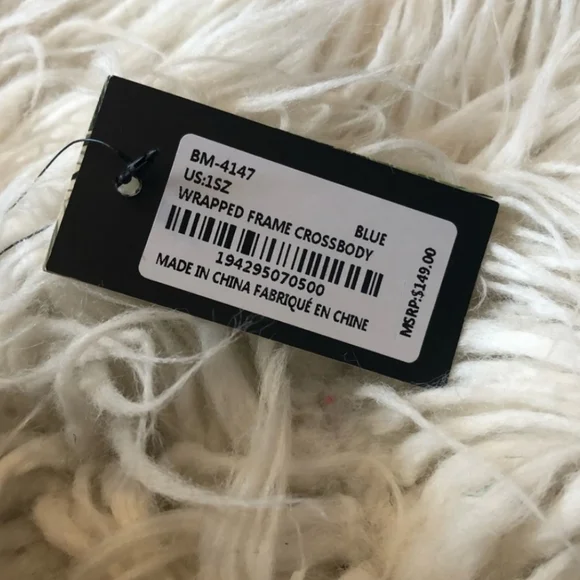 BM-4147
US:1SZ BLUE
WRAPPED FRAME CROSSBODY
194295070500
MADE IN CHINA FABRIQUÉ EN CHINE
MSRP:$149.00